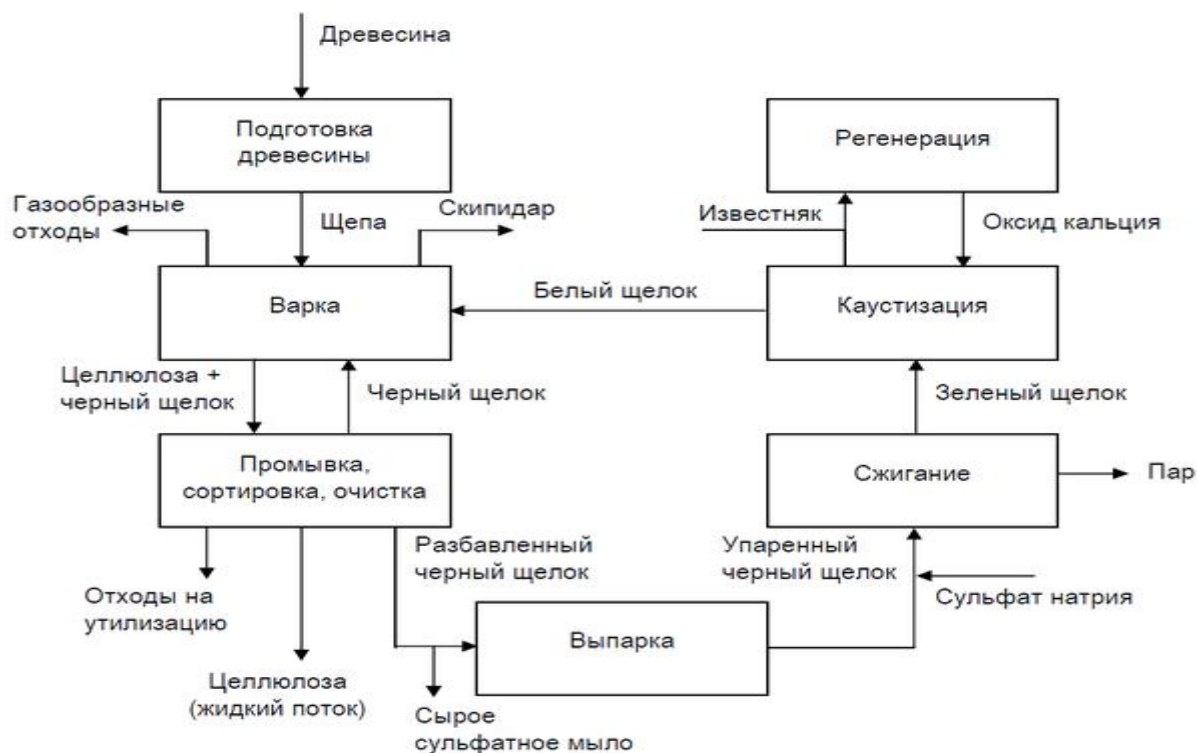 Древесина
Подготовка
древесины
Регенерация
Газообразные
отходы
Щепа
Скипидар
Известняк
Оксид кальция
Варка
Белый щелок
Каустизация
Целлюлоза +
черный щелок
Черный щелок
Зеленый щелок
Промывка,
сортировка, очистка
Сжигание
Пар
Разбавленный
черный щелок
Упаренный
черный щелок
Сульфат натрия
Отходы на
утилизацию
Выпарка
Целлюлоза
(жидкий поток)
Сырое
сульфатное мыло